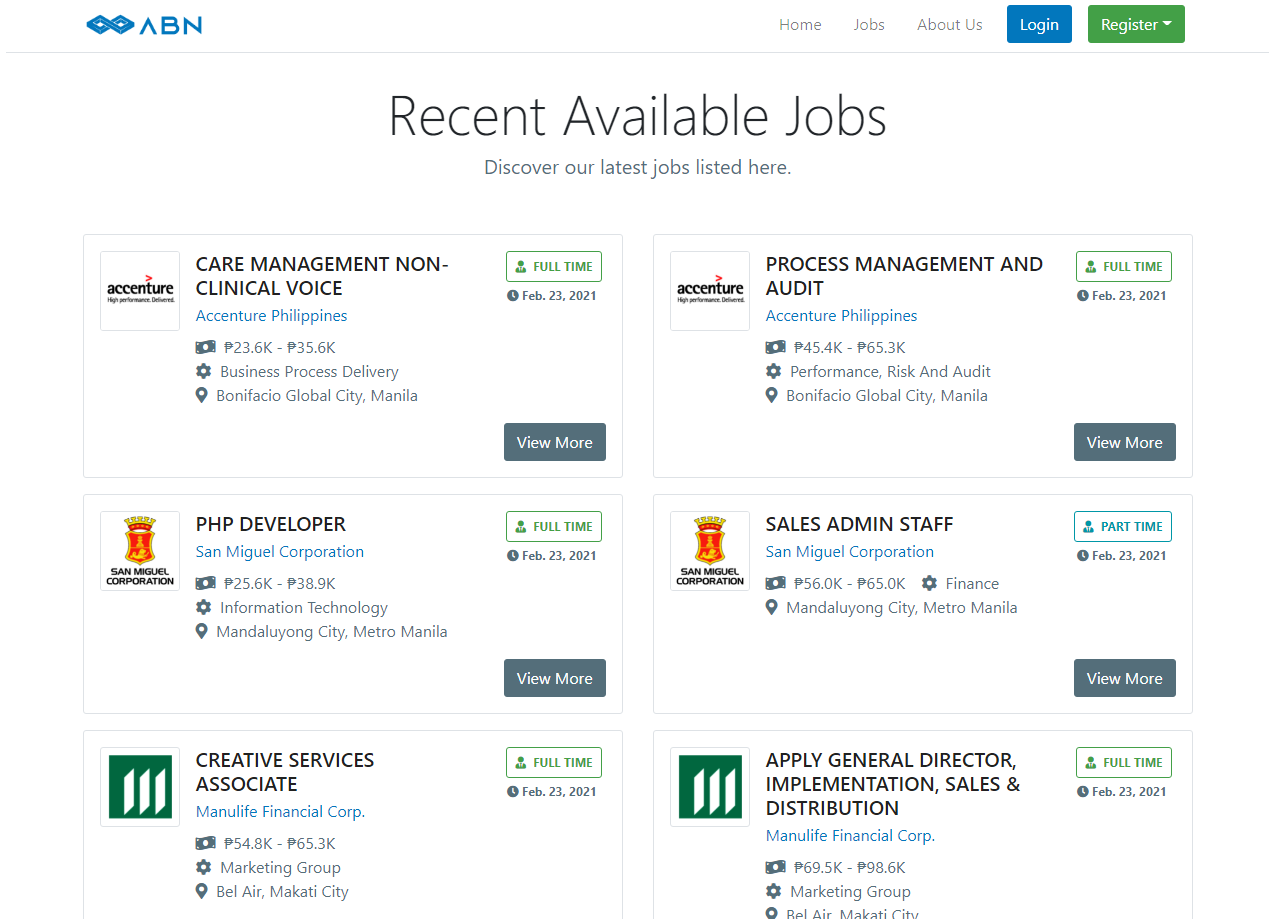 ABN
Home Jobs About Us Login Register
Recent Available Jobs
Discover our latest jobs listed here.
accenture
High performance. Delivered.
CARE MANAGEMENT NON-
CLINICAL VOICE
Accenture Philippines
₱23.6K - ₱35.6K
Business Process Delivery
Bonifacio Global City, Manila
FULL TIME
Feb. 23, 2021
View More
accenture
High performance. Delivered.
PROCESS MANAGEMENT AND
AUDIT
Accenture Philippines
₱45.4K - ₱65.3K
Performance, Risk And Audit
Bonifacio Global City, Manila
FULL TIME
Feb. 23, 2021
View More
SAN MIGUEL
CORPORATION
PHP DEVELOPER
San Miguel Corporation
₱25.6K - ₱38.9K
Information Technology
Mandaluyong City, Metro Manila
FULL TIME
Feb. 23, 2021
View More
SAN MIGUEL
CORPORATION
SALES ADMIN STAFF
San Miguel Corporation
₱56.0K - ₱65.0K Finance
Mandaluyong City, Metro Manila
PART TIME
Feb. 23, 2021
View More
CREATIVE SERVICES
ASSOCIATE
Manulife Financial Corp.
₱54.8K - ₱65.3K
Marketing Group
Bel Air, Makati City
FULL TIME
Feb. 23, 2021
APPLY GENERAL DIRECTOR,
IMPLEMENTATION, SALES &
DISTRIBUTION
Manulife Financial Corp.
₱69.5K - ₱98.6K
Marketing Group
Bel Air, Makati City
FULL TIME
Feb. 23, 2021